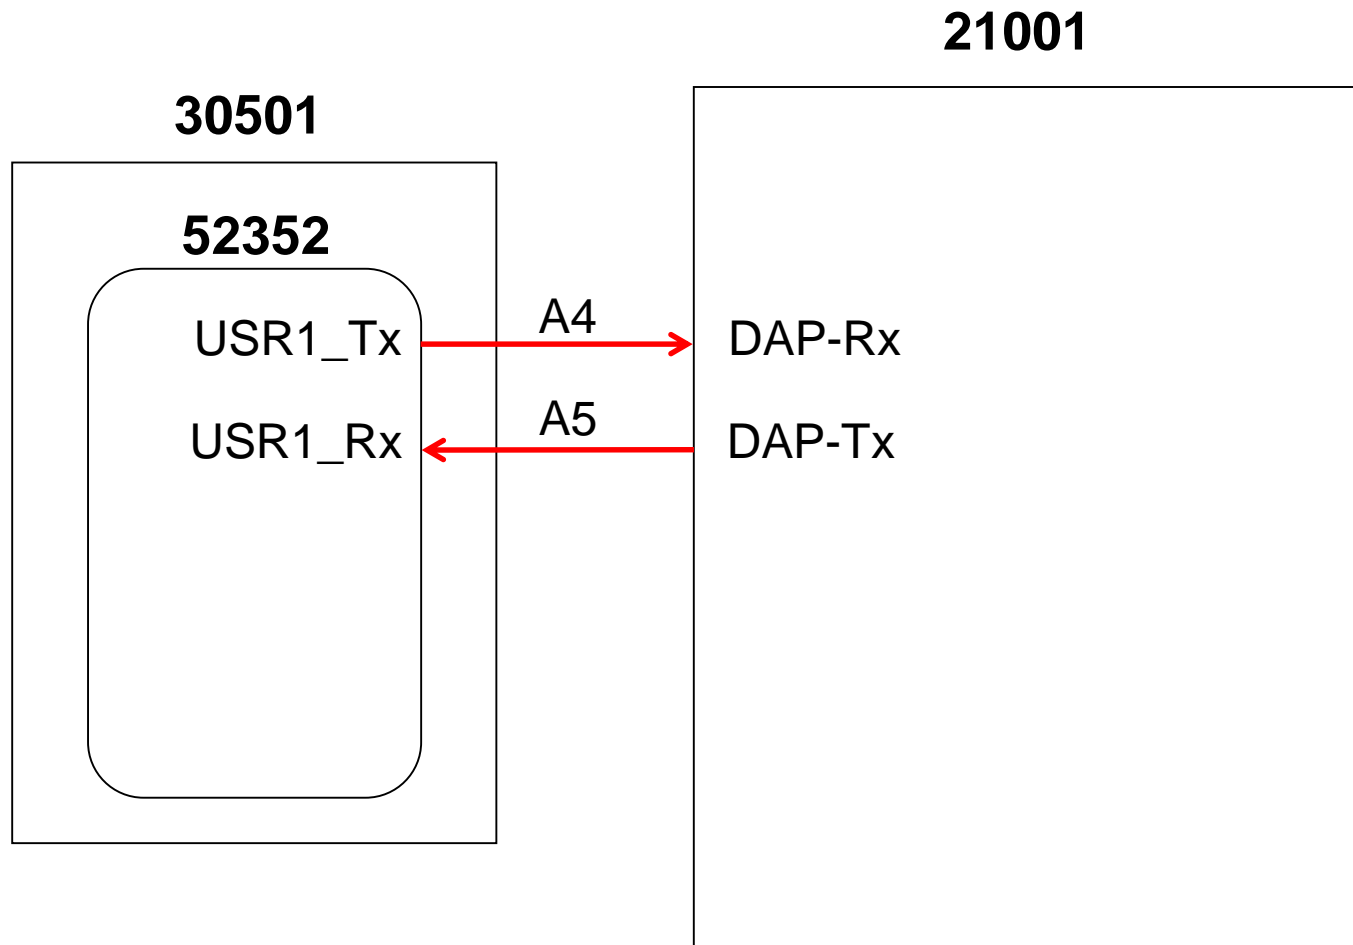 21001
30501
52352
USR1_Tx
A4
DAP-Rx
USR1_Rx
A5
DAP-Tx